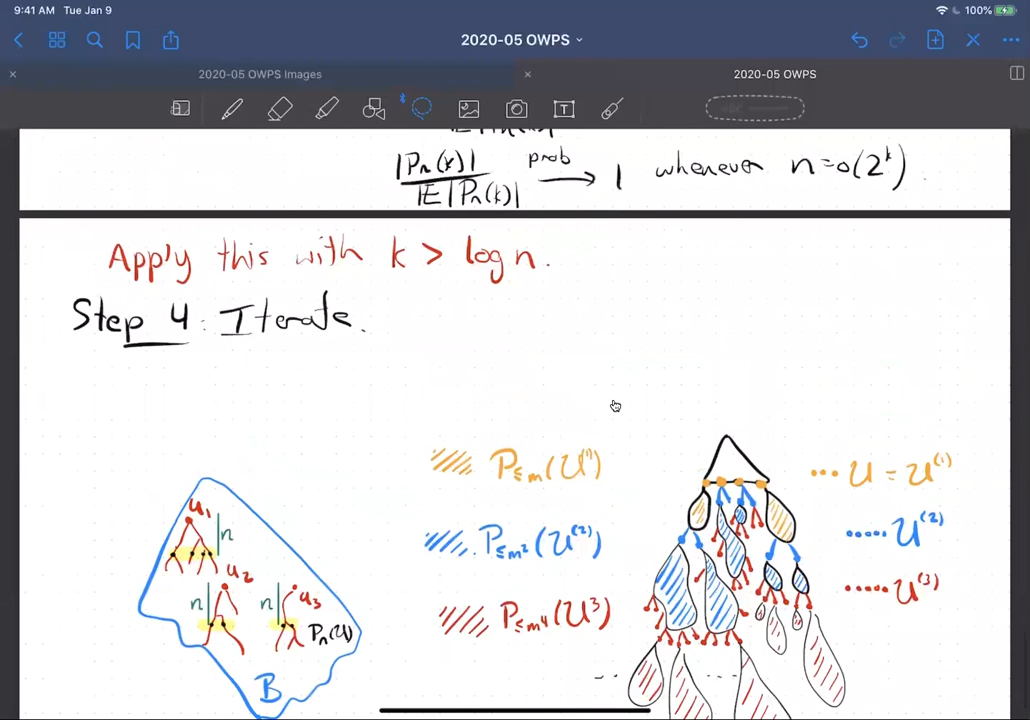 9:41 AM Tue Jan 9
100%
2020-05 OWPS
2020-05 OWPS Images
2020-05 OWPS
|Pn(k)| / |E|Pn(k)| prob → 1 whenever n=o(2^k)
Apply this with k > log n.
Step 4: Iterate.
P≤m(U^(1))
P≤m²(U^(2))
P≤m⁴(U^3)
... U = U^(1)
..... U^(2)
..... U^(3)
u1
n
u2
n
n
u3
Pn(U)
B